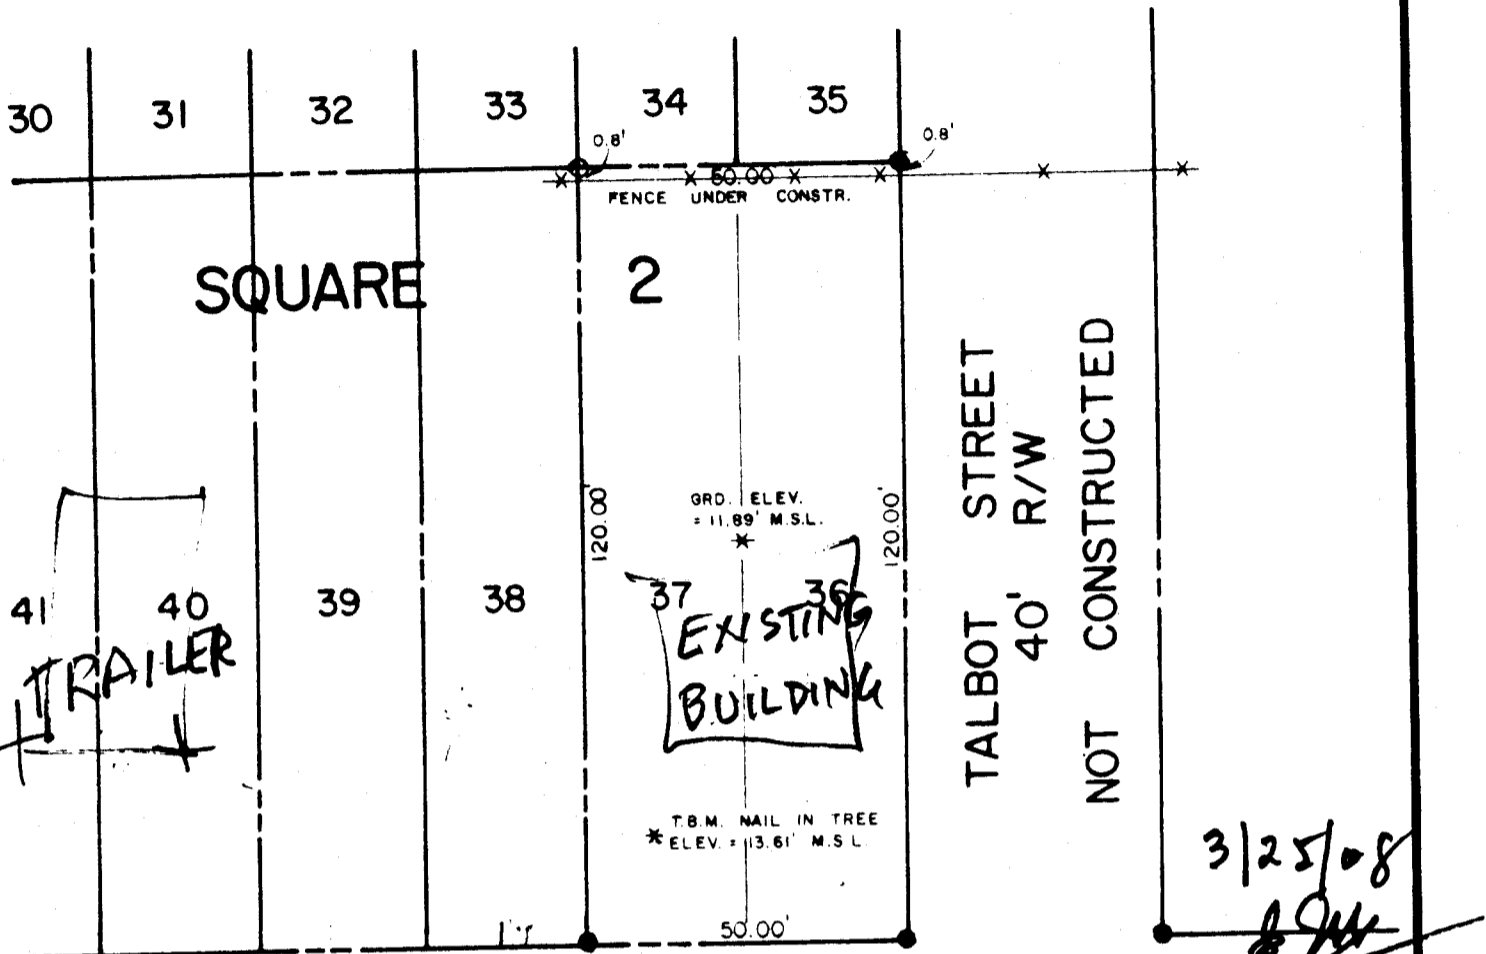 30 31 32 33 34 35
0.8' 0.8'
50.00
FENCE UNDER CONSTR.
SQUARE 2
GRD. ELEV.
= 11.89' M.S.L.
120.00' 120.00'
41 40 39 38 37 36
TRAILER
EXISTING
BUILDING
T.B.M. NAIL IN TREE
ELEV. = 13.61' M.S.L.
50.00'
TALBOT STREET
40' R/W
NOT CONSTRUCTED
3/25/08